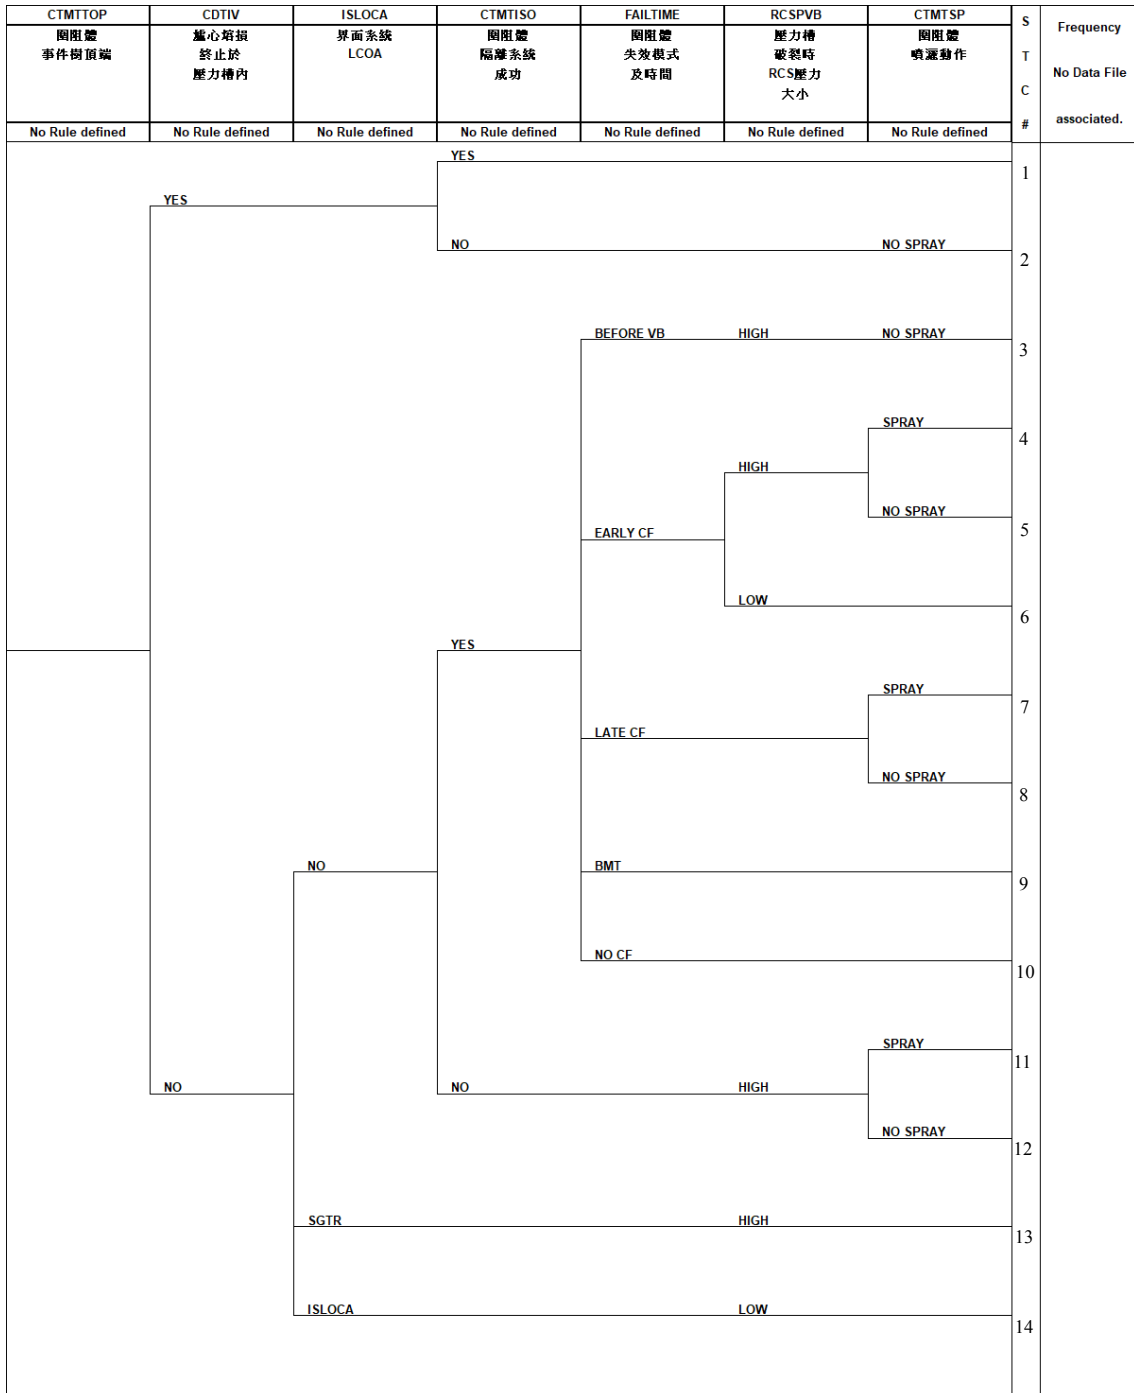 CTMTTOP CDTIV ISLOCA CTMTISO FAILTIME RCSPVB CTMTSP S Frequency
圍阻體 爐心熔損 界面系統 圍阻體 圍阻體 壓力槽 圍阻體
事件樹頂端 終止於 LCOA 隔離系統 失效模式 破裂時 噴灑動作 T No Data File
壓力槽內 成功 及時間 RCS壓力 C
大小
No Rule defined No Rule defined No Rule defined No Rule defined No Rule defined No Rule defined No Rule defined # associated.
YES
1
YES
NO NO SPRAY
2
BEFORE VB HIGH NO SPRAY
3
SPRAY
4
HIGH
NO SPRAY
5
EARLY CF
LOW
6
YES
SPRAY
7
LATE CF
NO SPRAY
8
NO BMT
9
NO CF
10
SPRAY
11
NO NO HIGH
NO SPRAY
12
SGTR HIGH
13
ISLOCA LOW
14